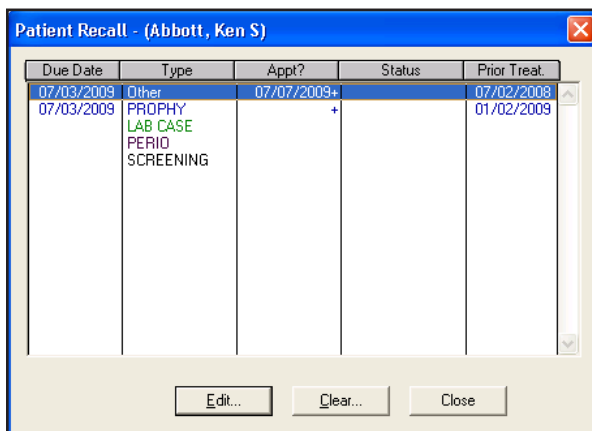 Patient Recall - (Abbott, Ken S)
Due Date Type Appt? Status Prior Treat.
07/03/2009 Other 07/07/2009+ 07/02/2008
07/03/2009 PROPHY + 01/02/2009
LAB CASE
PERIO
SCREENING
Edit... Clear... Close